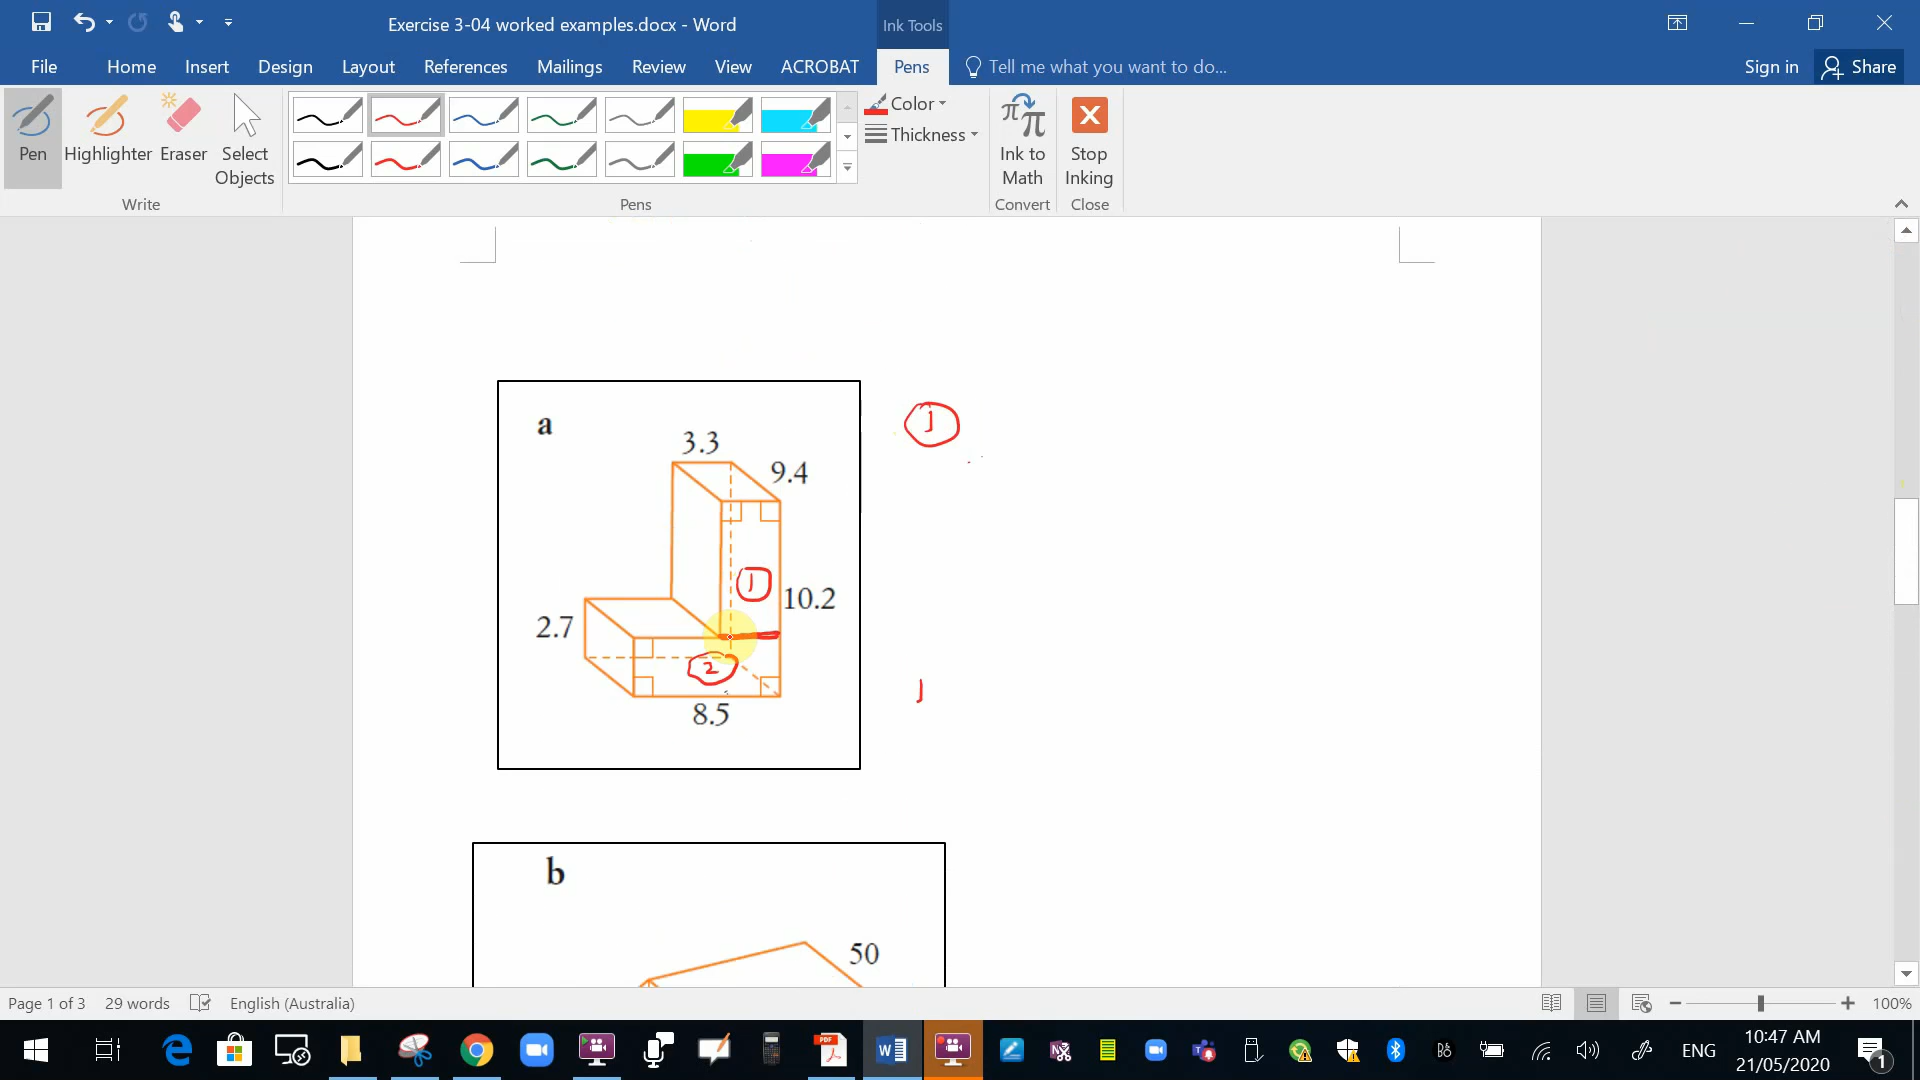 Exercise 3-04 worked examples.docx - Word
Ink Tools
File Home Insert Design Layout References Mailings Review View ACROBAT Pens Tell me what you want to do... Sign in Share
Pen Highlighter Eraser Select Objects
Color
Thickness
Ink to Math
Stop Inking
Write Pens Convert Close
a
3.3
9.4
1
1
10.2
2.7
2
8.5
b
50
Page 1 of 3 29 words English (Australia) 100%
ENG
10:47 AM
21/05/2020
1